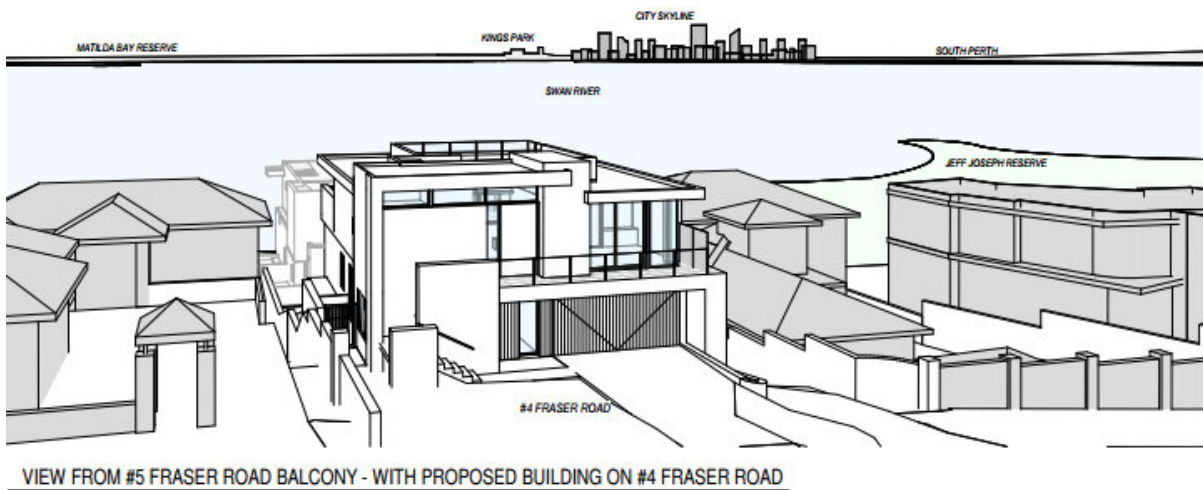 CITY SKYLINE
KINGS PARK
MATILDA BAY RESERVE
SOUTH PERTH
SWAN RIVER
JEFF JOSEPH RESERVE
#4 FRASER ROAD
VIEW FROM #5 FRASER ROAD BALCONY - WITH PROPOSED BUILDING ON #4 FRASER ROAD